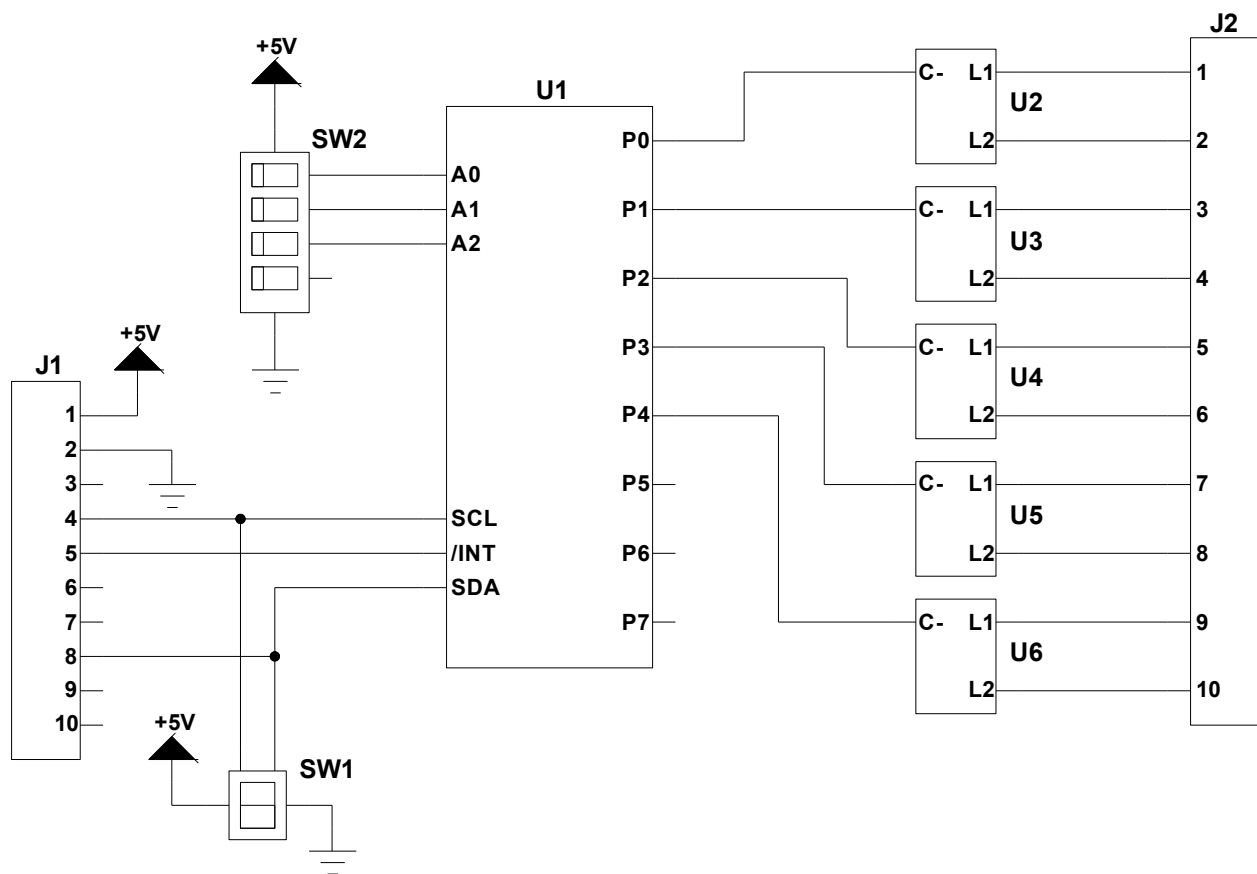 J2
+5V
C- L1 1
U1
U2
SW2
P0 L2 2
A0
A1 P1 C- L1 3
U3
A2
P2 L2 4
+5V
P3 C- L1 5
J1
U4
1 P4 L2 6
2
3 P5 C- L1 7
U5
4 SCL
5 /INT P6 L2 8
6 SDA
7 P7 C- L1 9
8
U6
9 L2 10
10
+5V
SW1